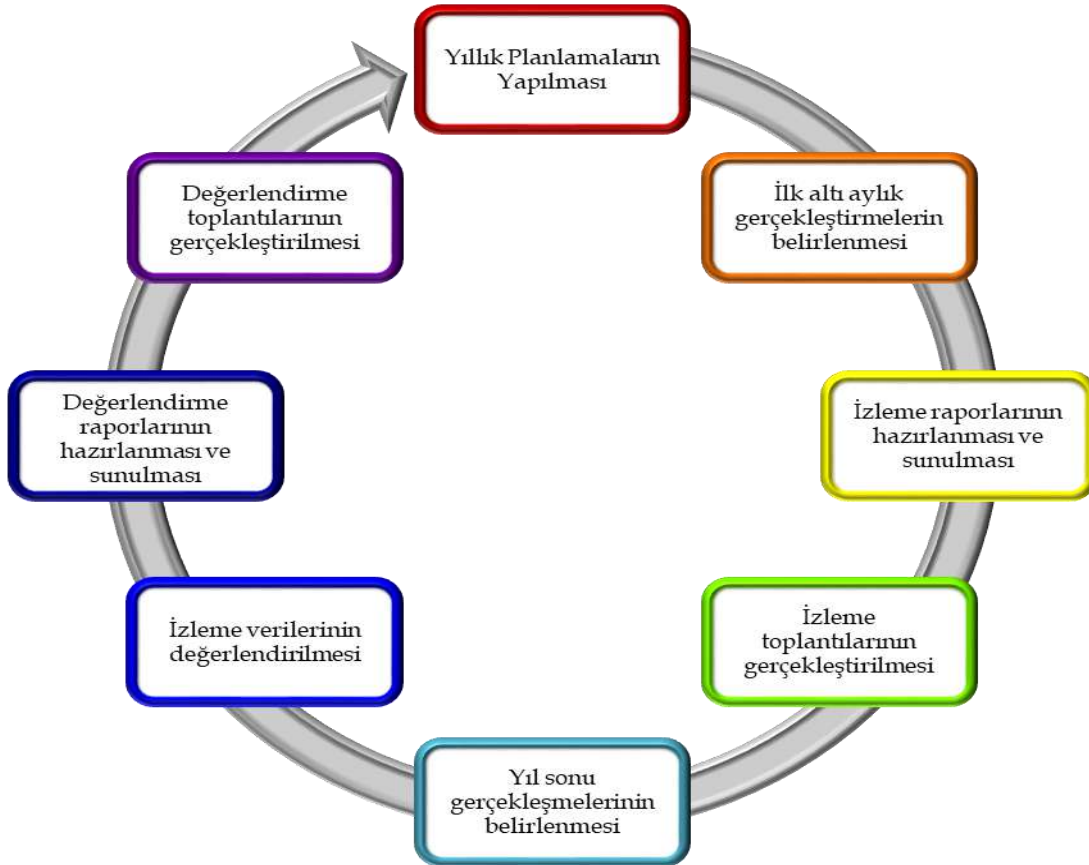 Yıllık Planlamaların
Yapılması
İlk altı aylık
gerçekleştirmelerin
belirlenmesi
İzleme raporlarının
hazırlanması ve
sunulması
İzleme
toplantılarının
gerçekleştirilmesi
Yıl sonu
gerçekleşmelerinin
belirlenmesi
İzleme verilerinin
değerlendirilmesi
Değerlendirme
raporlarının
hazırlanması ve
sunulması
Değerlendirme
toplantılarının
gerçekleştirilmesi